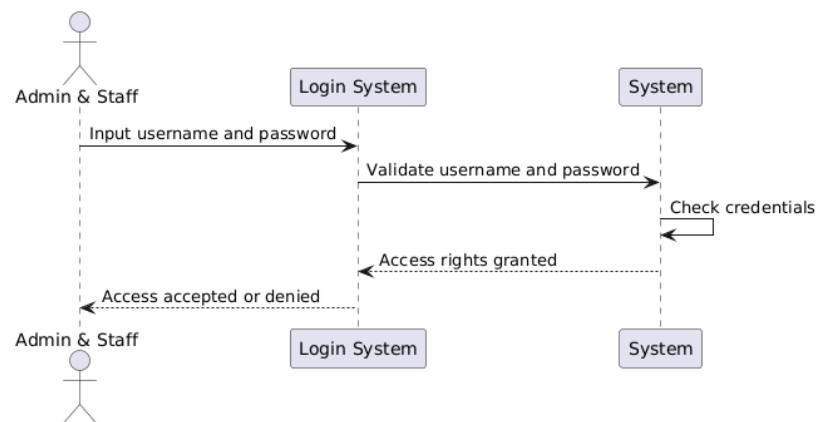 Admin & Staff
Login System
System
Input username and password
Validate username and password
Check credentials
Access rights granted
Access accepted or denied
Admin & Staff
Login System
System